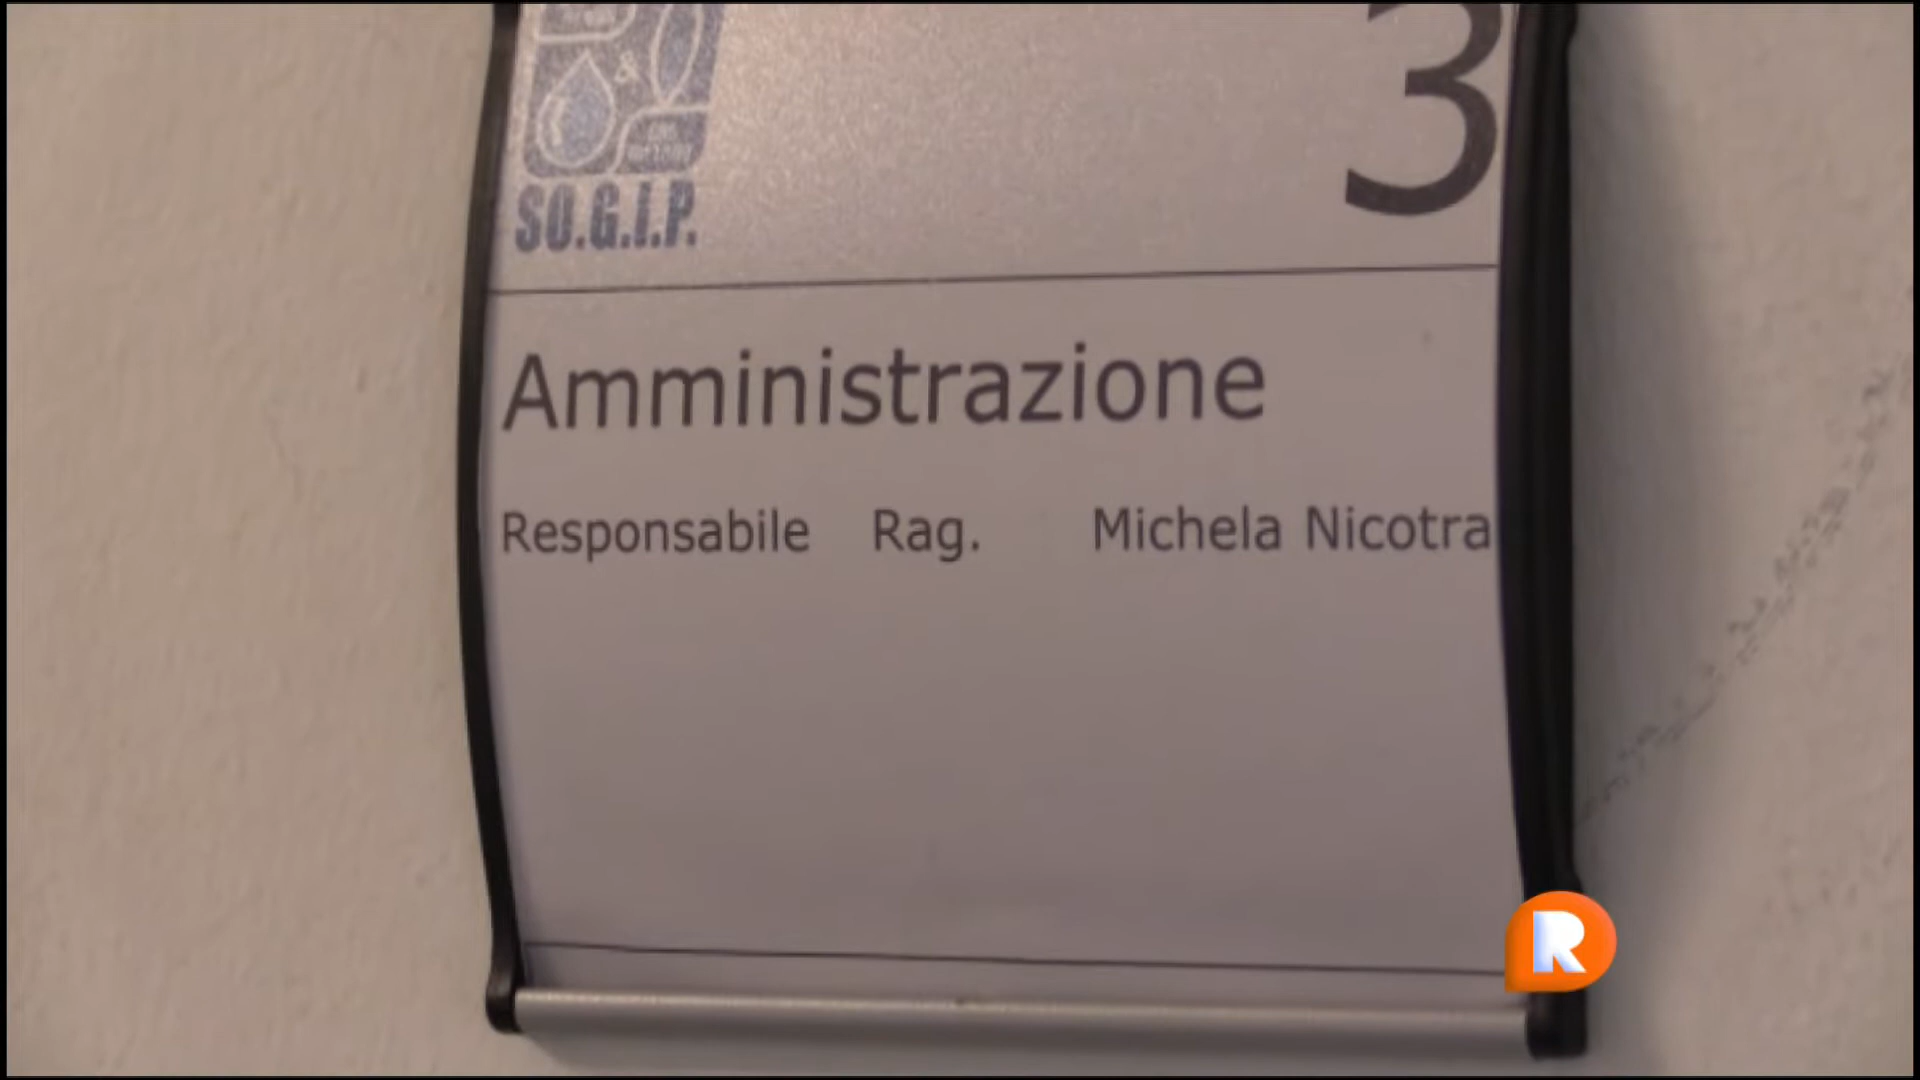 3
&
SO.G.I.P.
Amministrazione
Responsabile Rag. Michela Nicotra
R